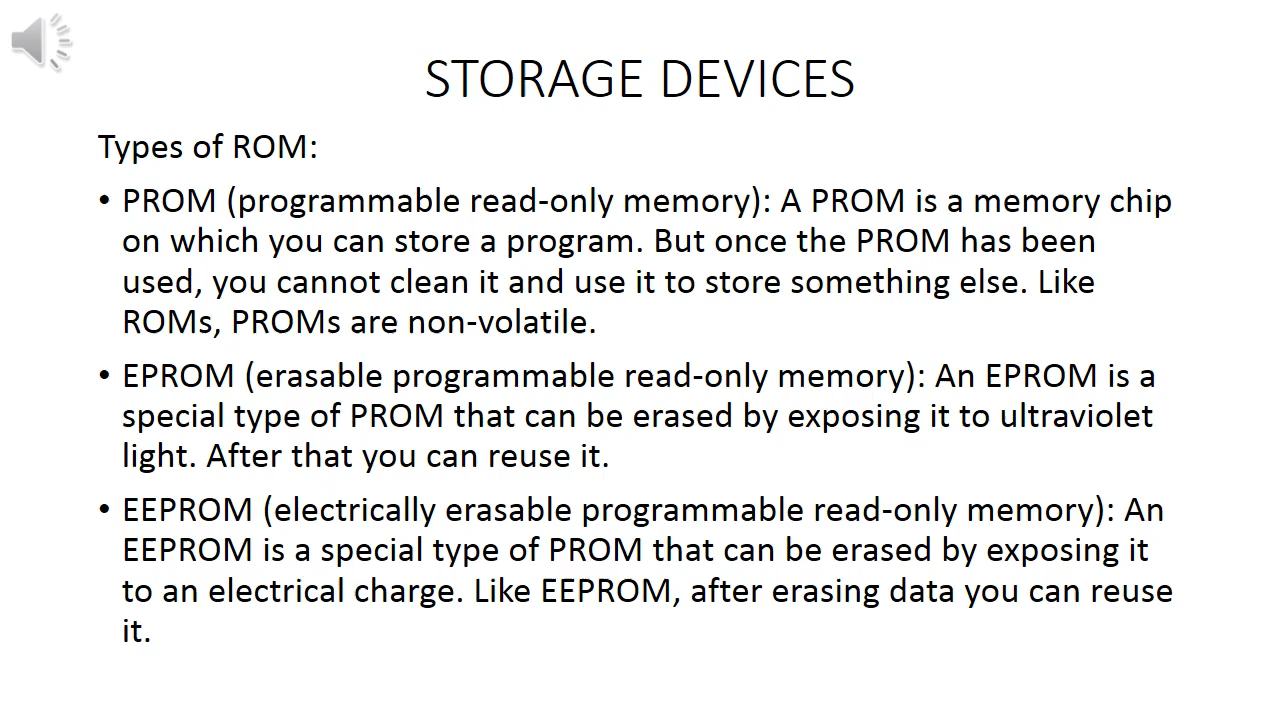 STORAGE DEVICES
Types of ROM:
• PROM (programmable read-only memory): A PROM is a memory chip
on which you can store a program. But once the PROM has been
used, you cannot clean it and use it to store something else. Like
ROMs, PROMs are non-volatile.
• EPROM (erasable programmable read-only memory): An EPROM is a
special type of PROM that can be erased by exposing it to ultraviolet
light. After that you can reuse it.
• EEPROM (electrically erasable programmable read-only memory): An
EEPROM is a special type of PROM that can be erased by exposing it
to an electrical charge. Like EEPROM, after erasing data you can reuse
it.